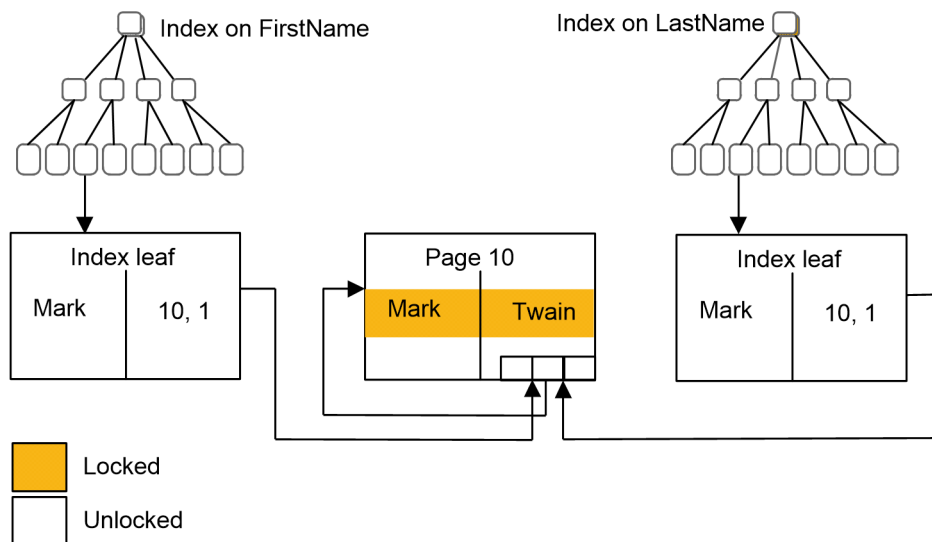 Index on FirstName
Index on LastName
Index leaf
Mark 10, 1
Page 10
Mark Twain
Index leaf
Mark 10, 1
Locked
Unlocked